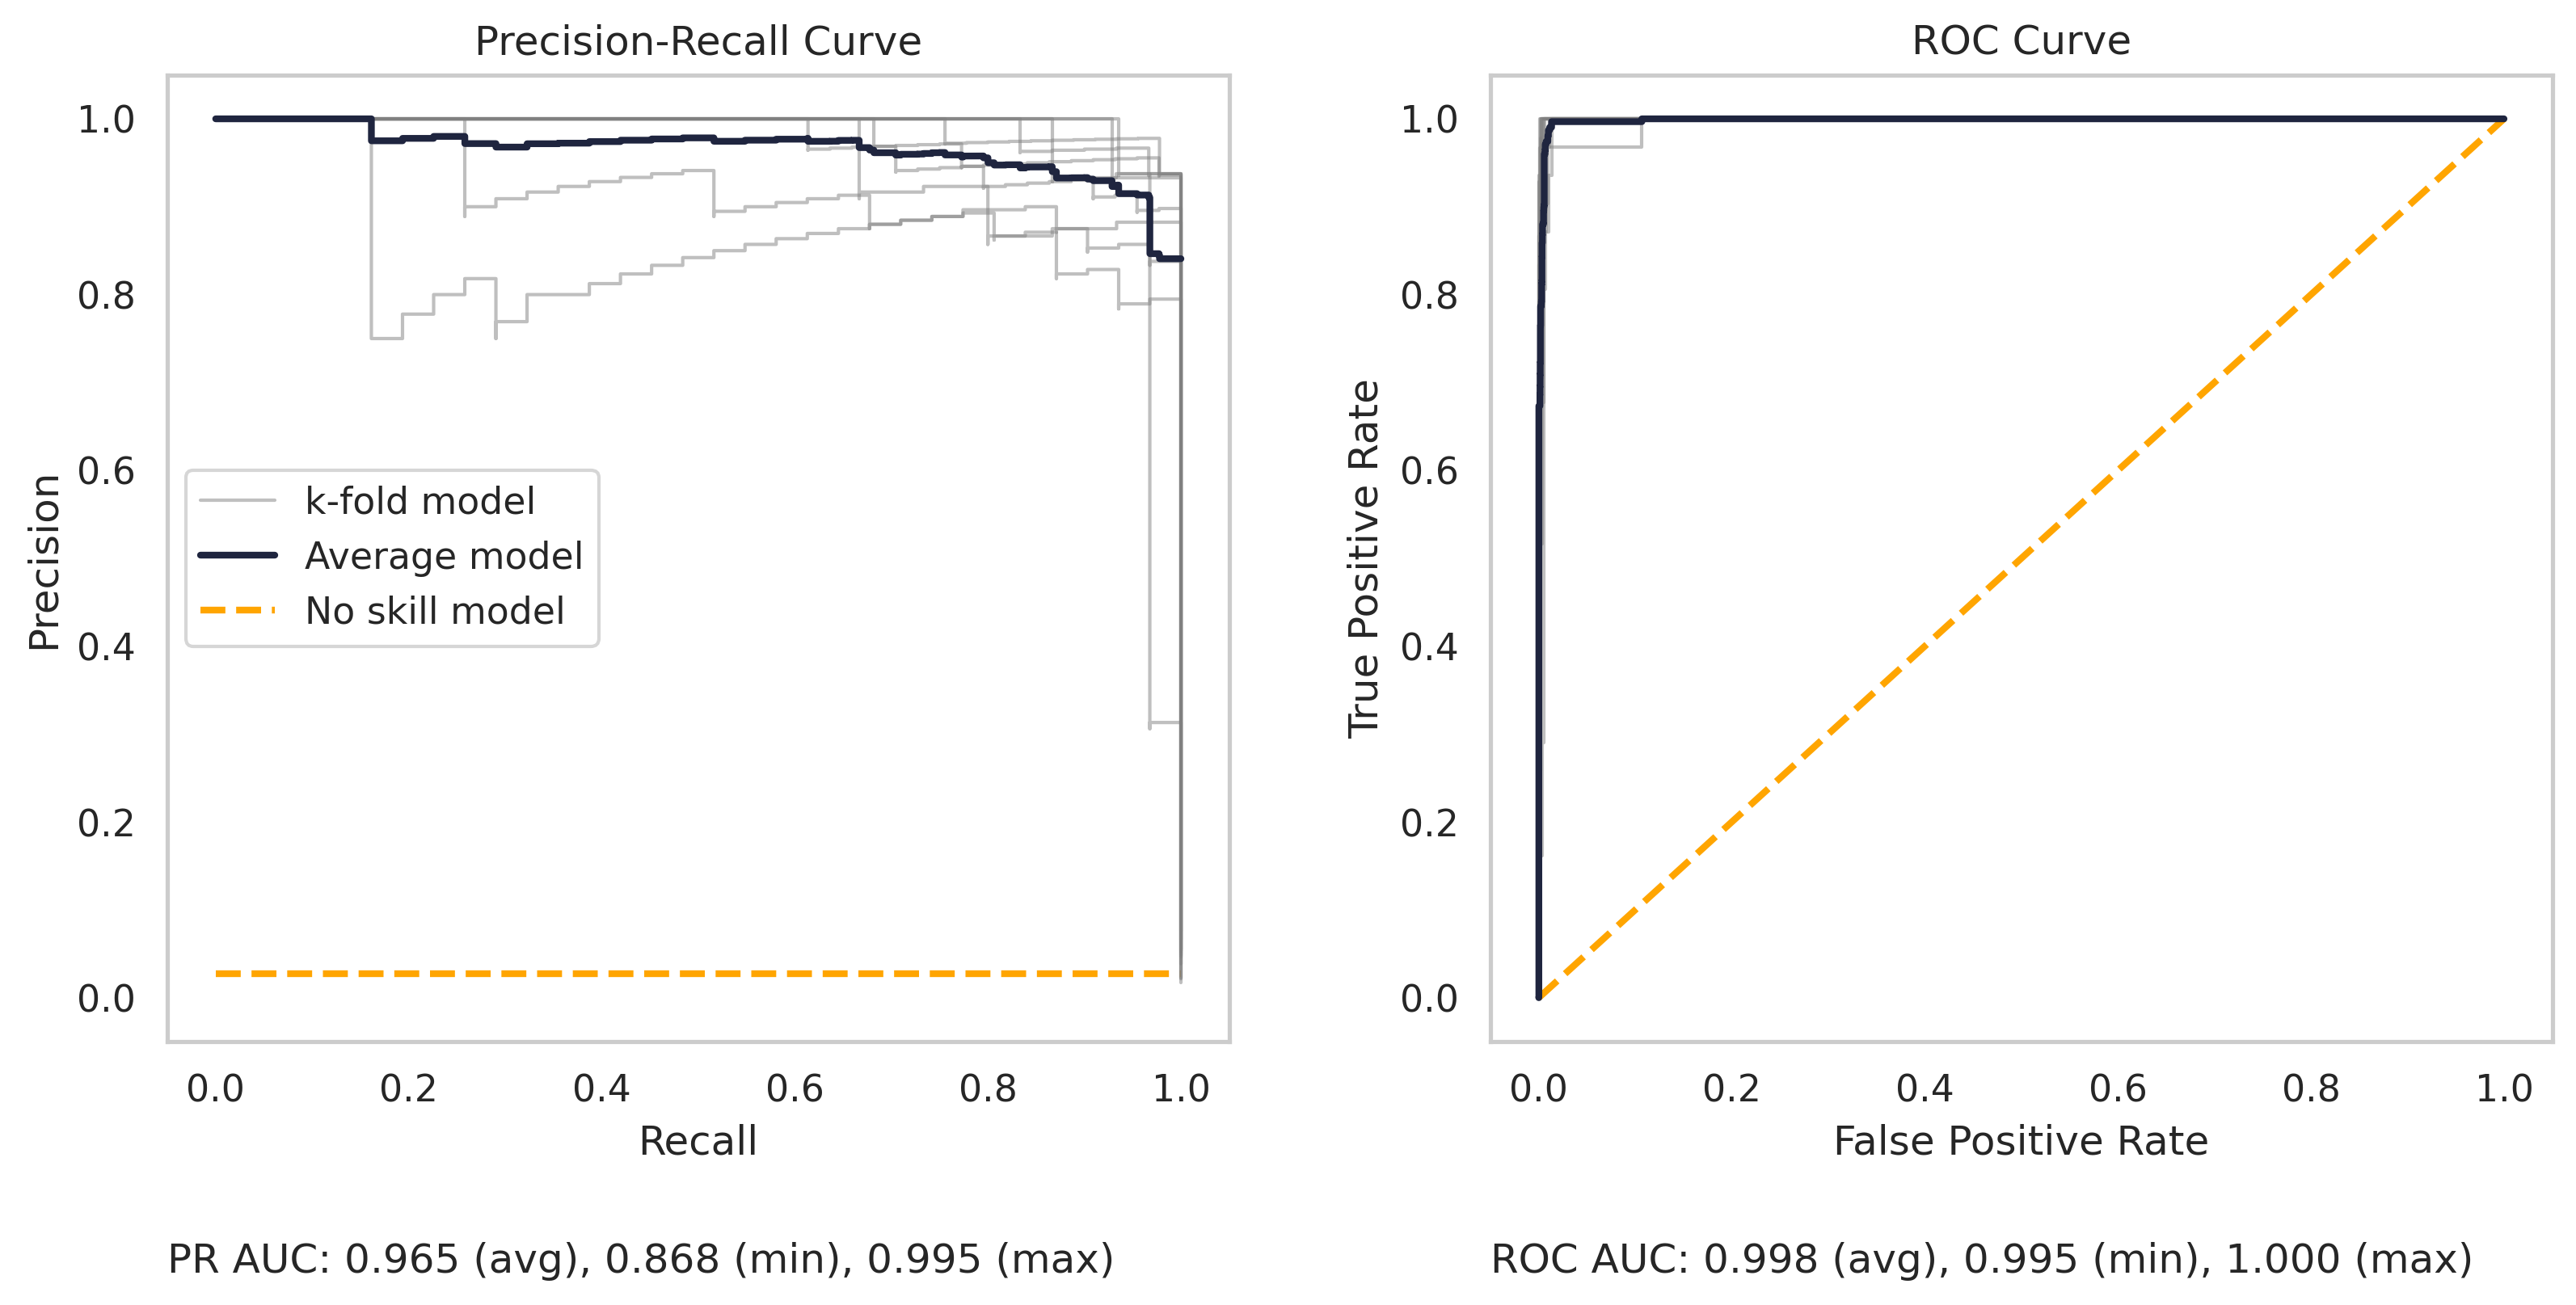 Precision-Recall Curve
1.0
0.8
0.6
0.4
0.2
0.0
Precision
k-fold model
Average model
No skill model
0.0 0.2 0.4 0.6 0.8 1.0
Recall
PR AUC: 0.965 (avg), 0.868 (min), 0.995 (max)
ROC Curve
1.0
0.8
0.6
0.4
0.2
0.0
True Positive Rate
0.0 0.2 0.4 0.6 0.8 1.0
False Positive Rate
ROC AUC: 0.998 (avg), 0.995 (min), 1.000 (max)